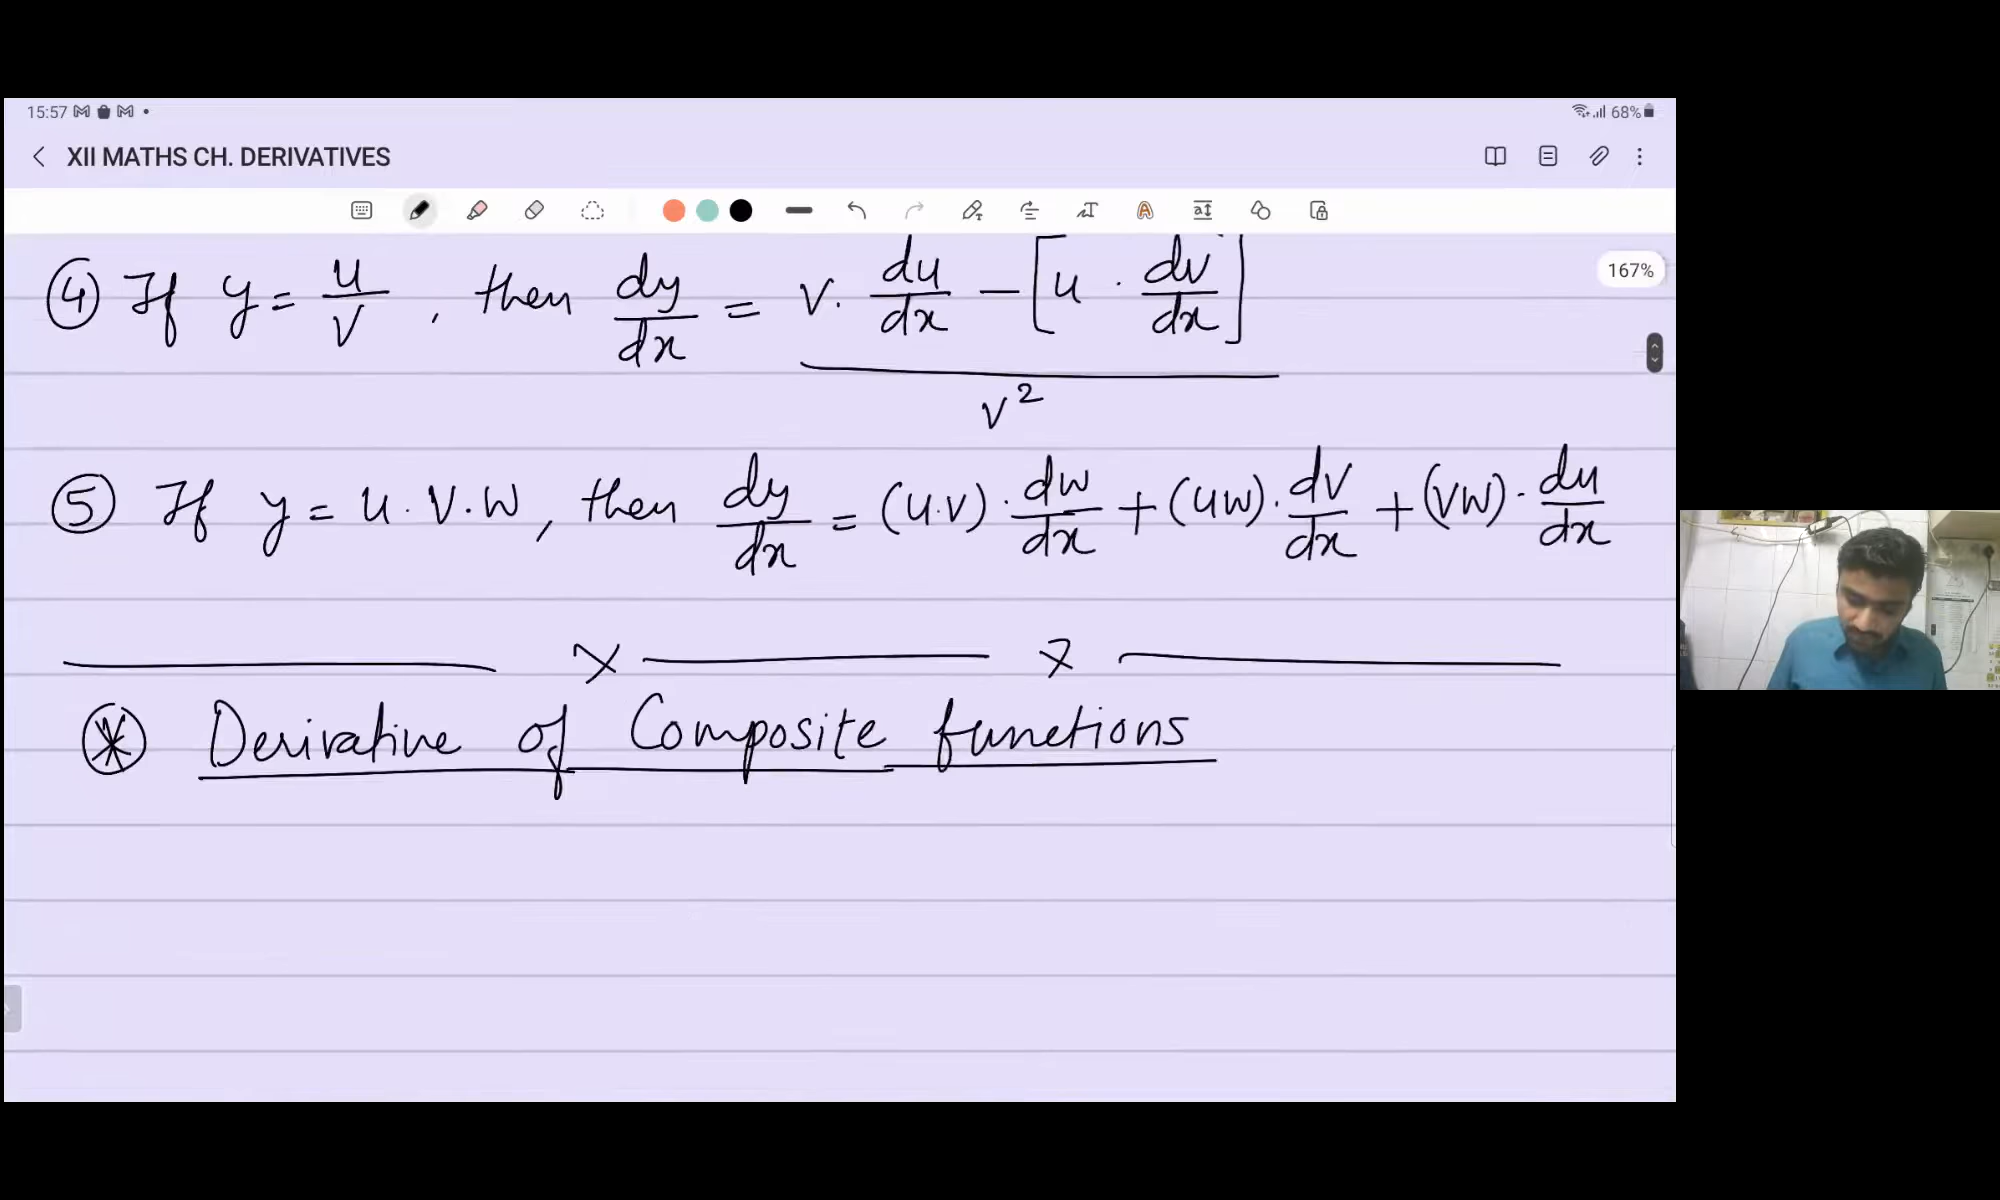 15:57 68%
XII MATHS CH. DERIVATIVES
167%
④ If y = u/v , then dy/dx = v. du/dx - [u . dv/dx] / v²
⑤ If y = u.v.w, then dy/dx = (u.v). dw/dx + (uw). dv/dx + (vw). du/dx
x x
Derivative of Composite functions